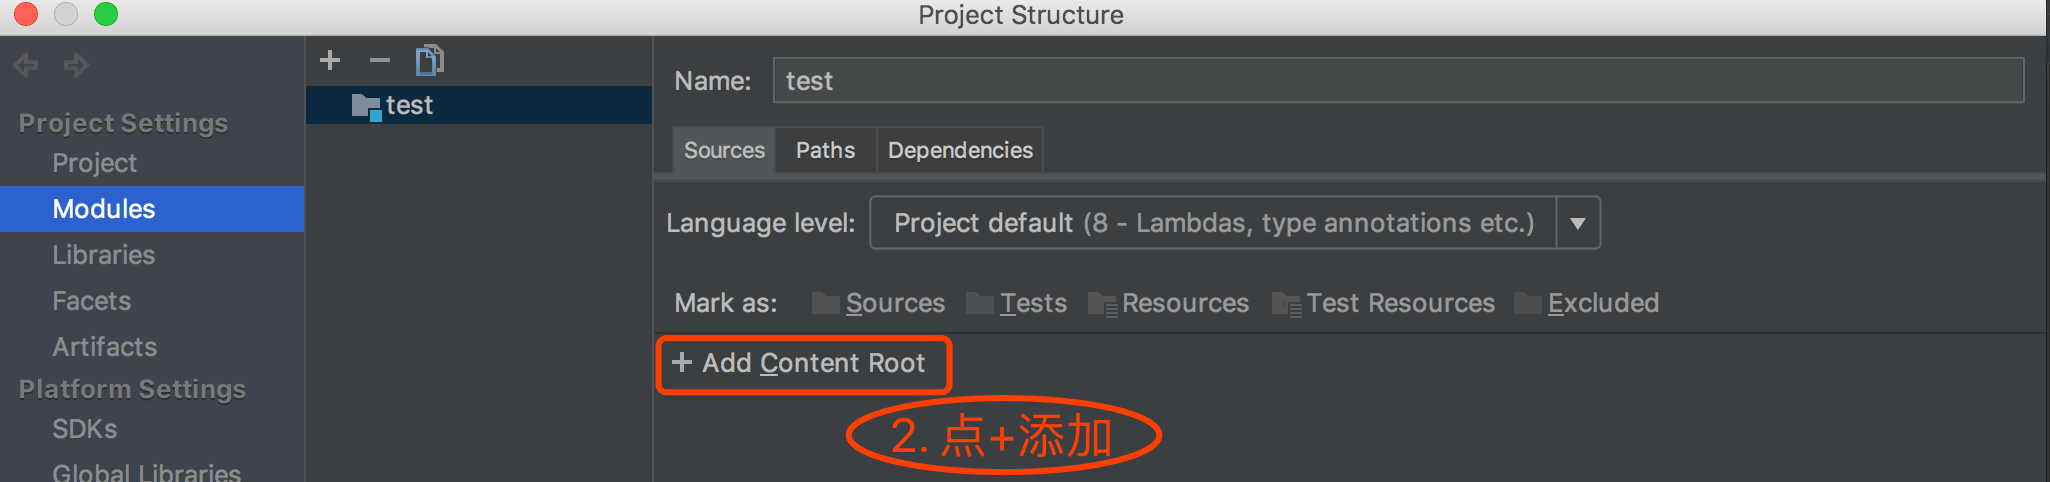 Project Structure
Project Settings
Project
Modules
Libraries
Facets
Artifacts
Platform Settings
SDKs
Global Libraries
test
Name: test
Sources Paths Dependencies
Language level: Project default (8 - Lambdas, type annotations etc.)
Mark as: Sources Tests Resources Test Resources Excluded
+ Add Content Root
2. 点+添加